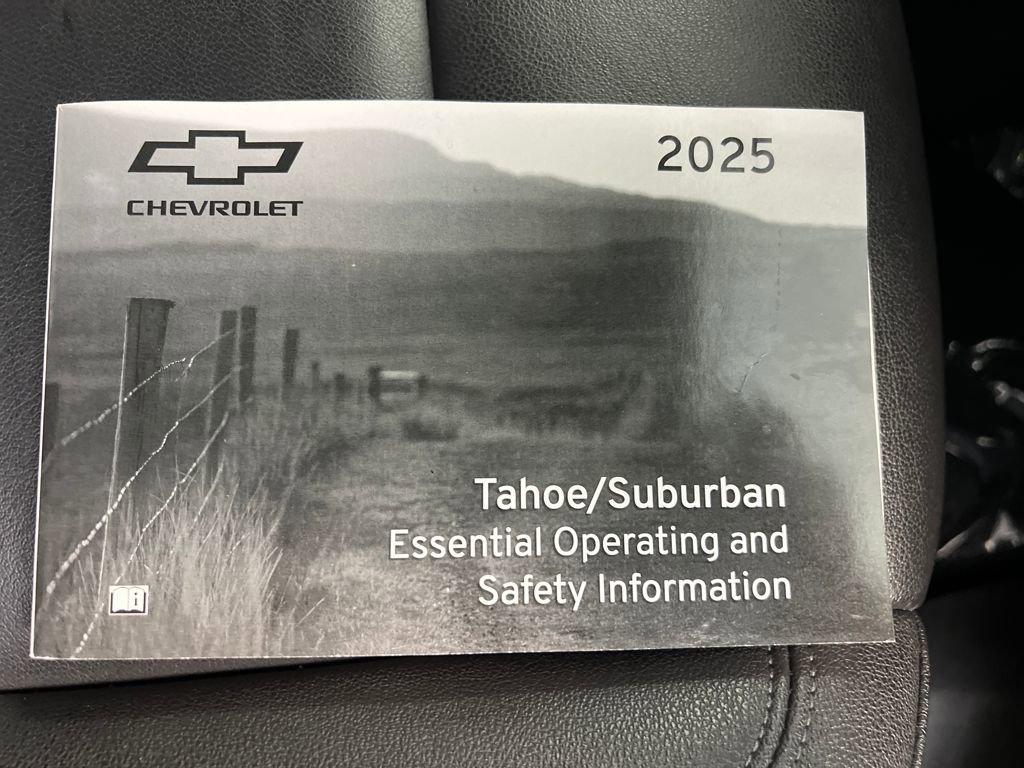 CHEVROLET
2025
Tahoe/Suburban
Essential Operating and
Safety Information
i